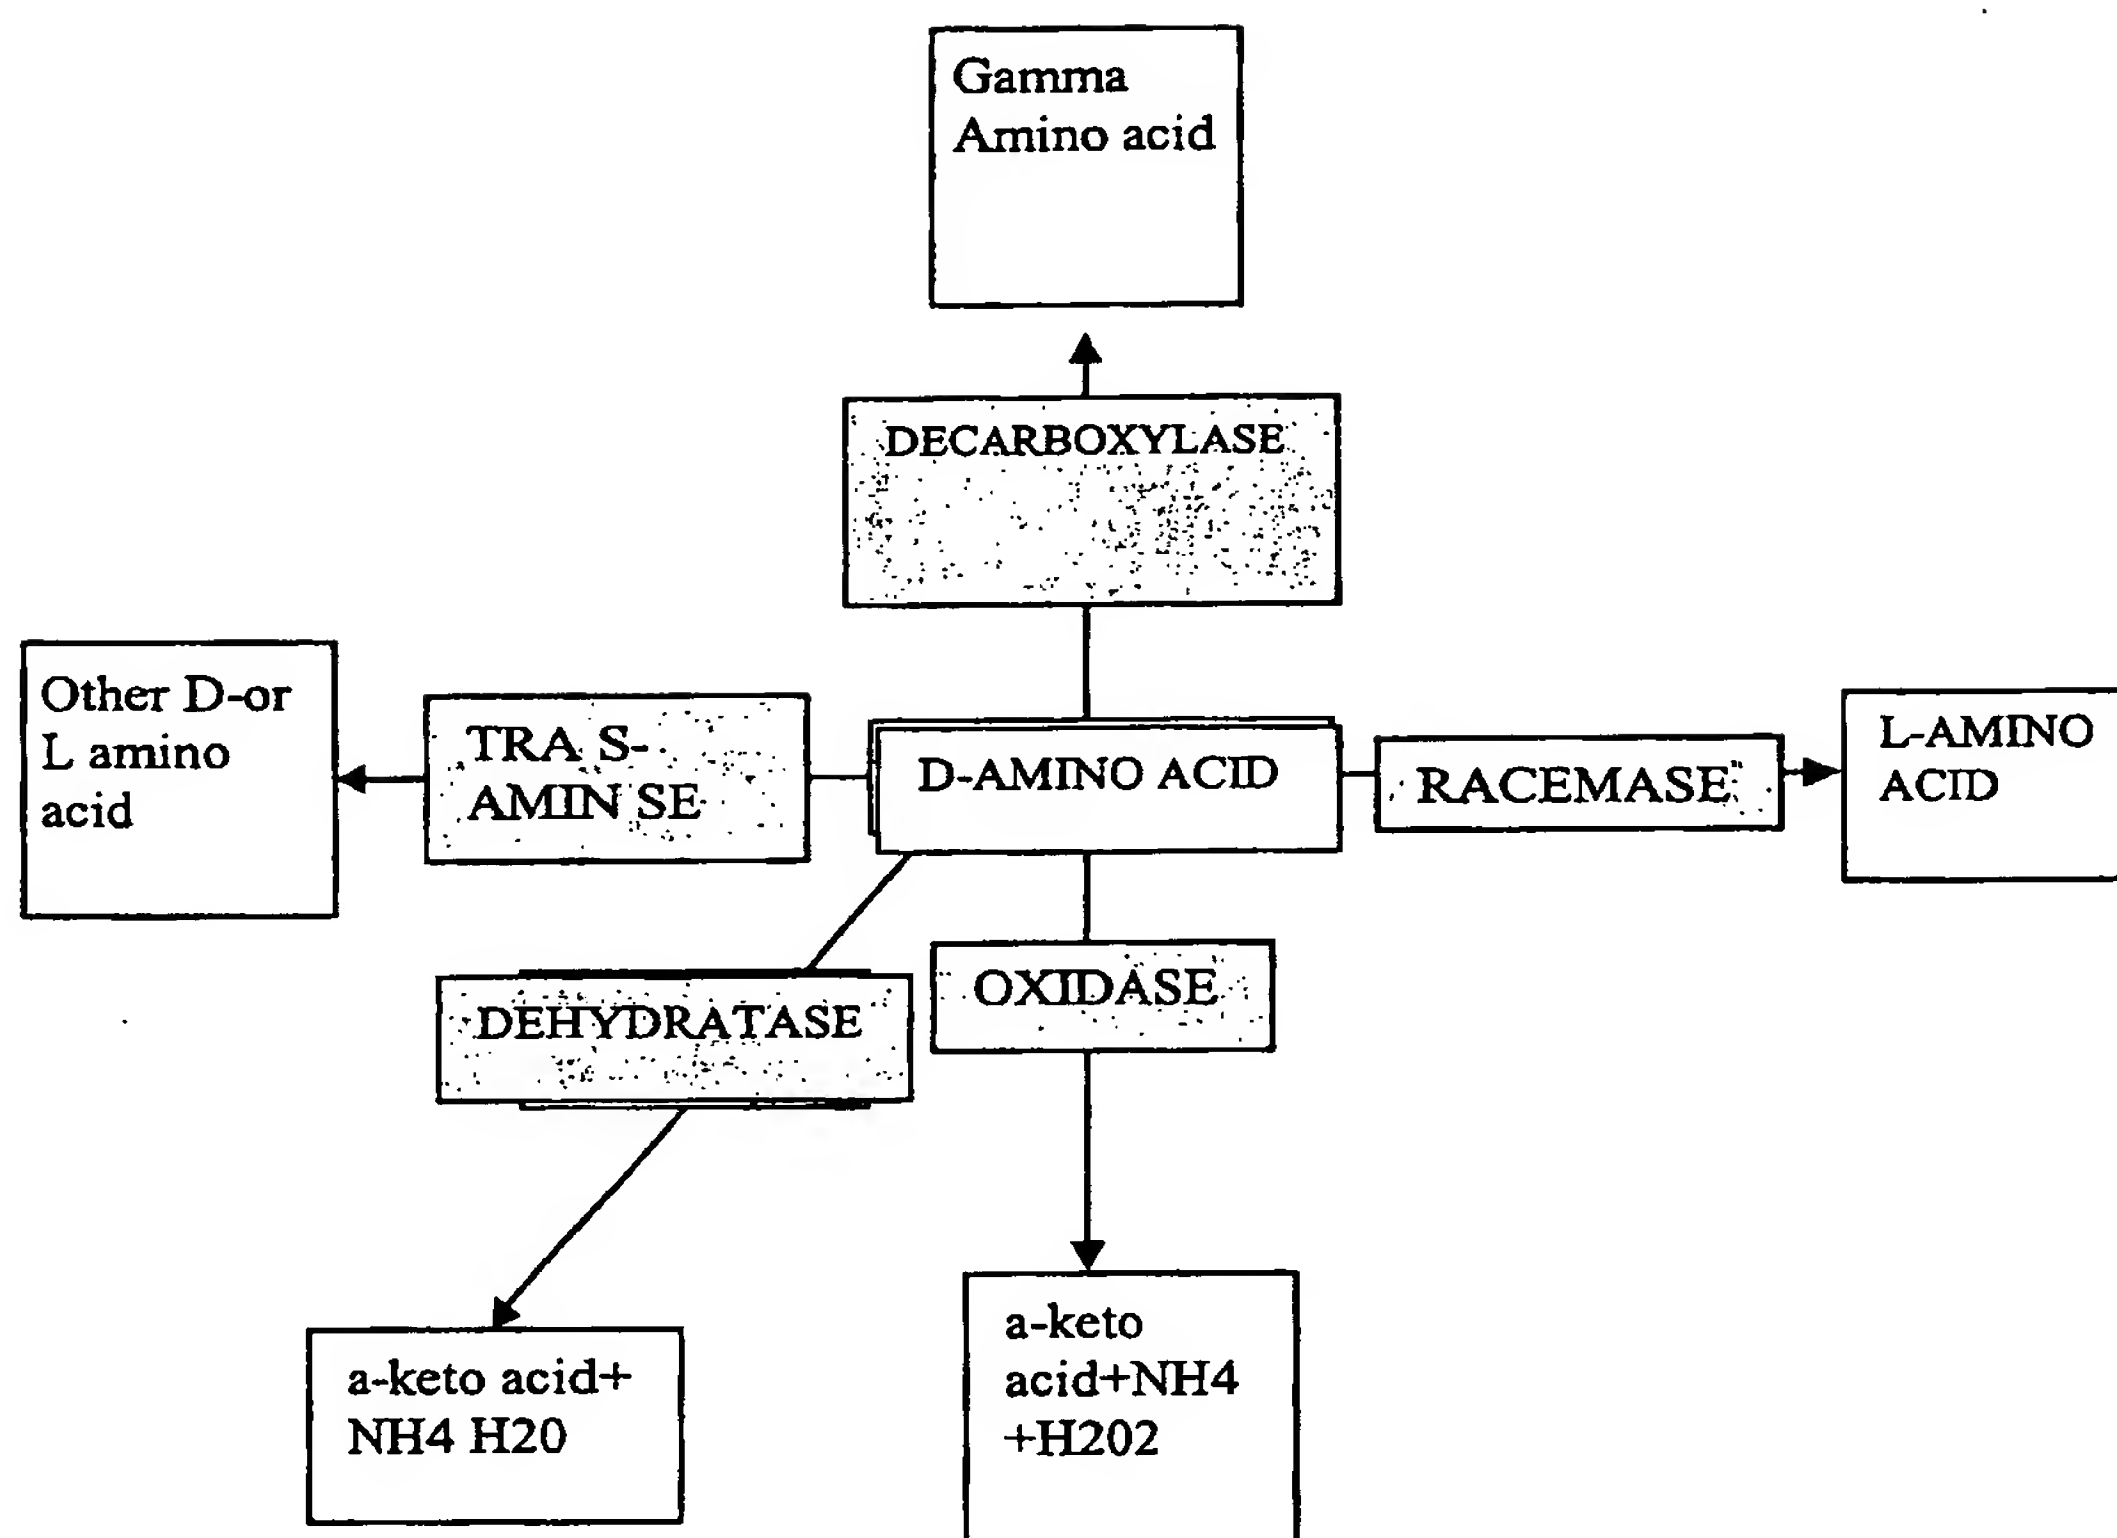 Gamma
Amino acid
DECARBOXYLASE
Other D-or
L amino
acid
TRA S-
AMIN SE
D-AMINO ACID
RACEMASE
L-AMINO
ACID
DEHYDRATASE
OXIDASE
a-keto acid+
NH4 H20
a-keto
acid+NH4
+H202